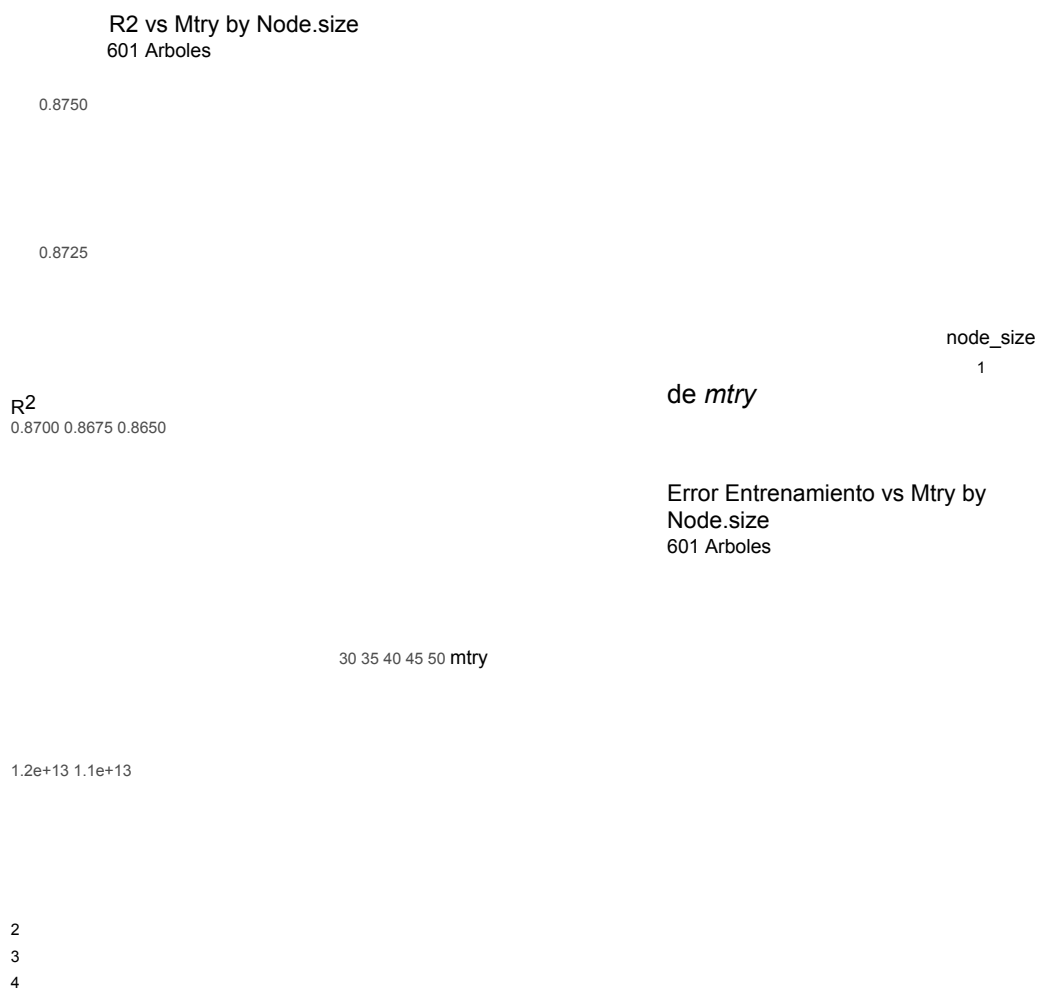 R2 vs Mtry by Node.size
601 Arboles
0.8750
0.8725
node_size
1
de mtry
R2
0.8700 0.8675 0.8650
Error Entrenamiento vs Mtry by
Node.size
601 Arboles
30 35 40 45 50 mtry
1.2e+13 1.1e+13
2
3
4